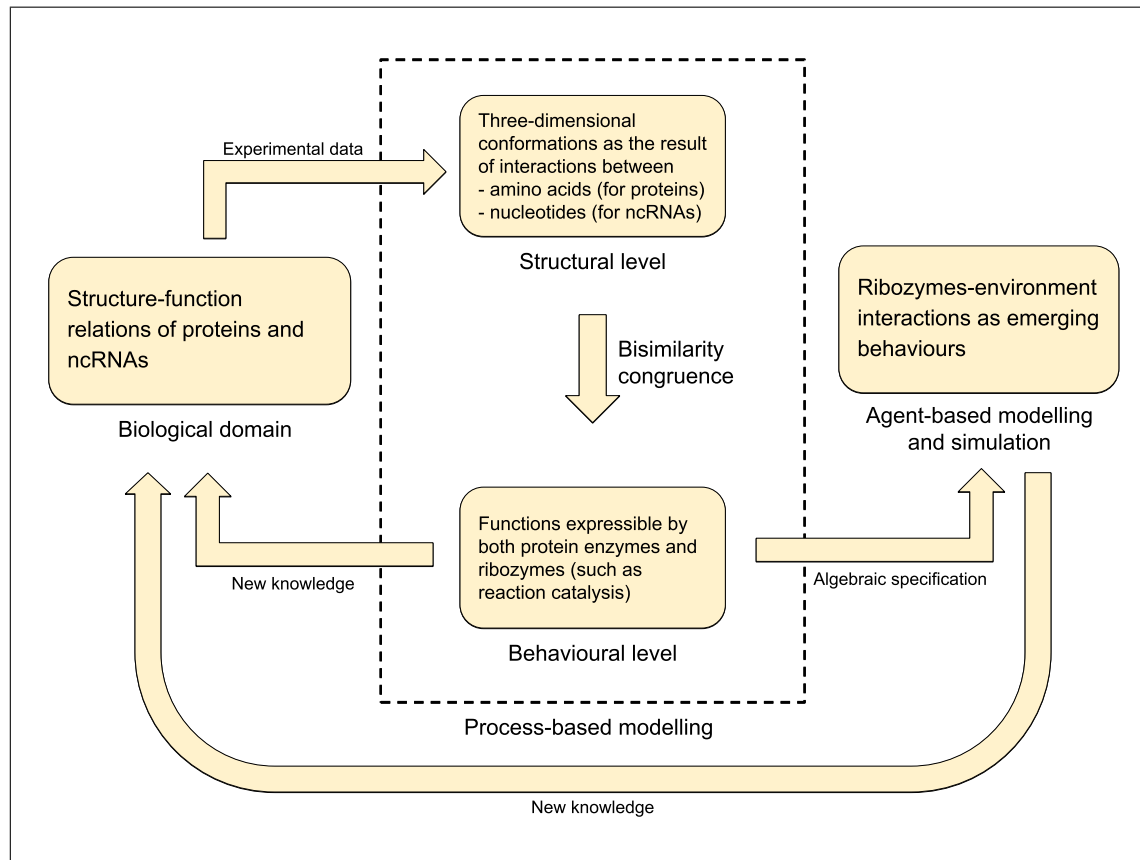 Three-dimensional
conformations as the result
of interactions between
- amino acids (for proteins)
- nucleotides (for ncRNAs)
Structural level
Experimental data
Structure-function
relations of proteins and
ncRNAs
Biological domain
Bisimilarity
congruence
Ribozymes-environment
interactions as emerging
behaviours
Agent-based modelling
and simulation
Functions expressible by
both protein enzymes and
ribozymes (such as
reaction catalysis)
Behavioural level
New knowledge
Algebraic specification
Process-based modelling
New knowledge